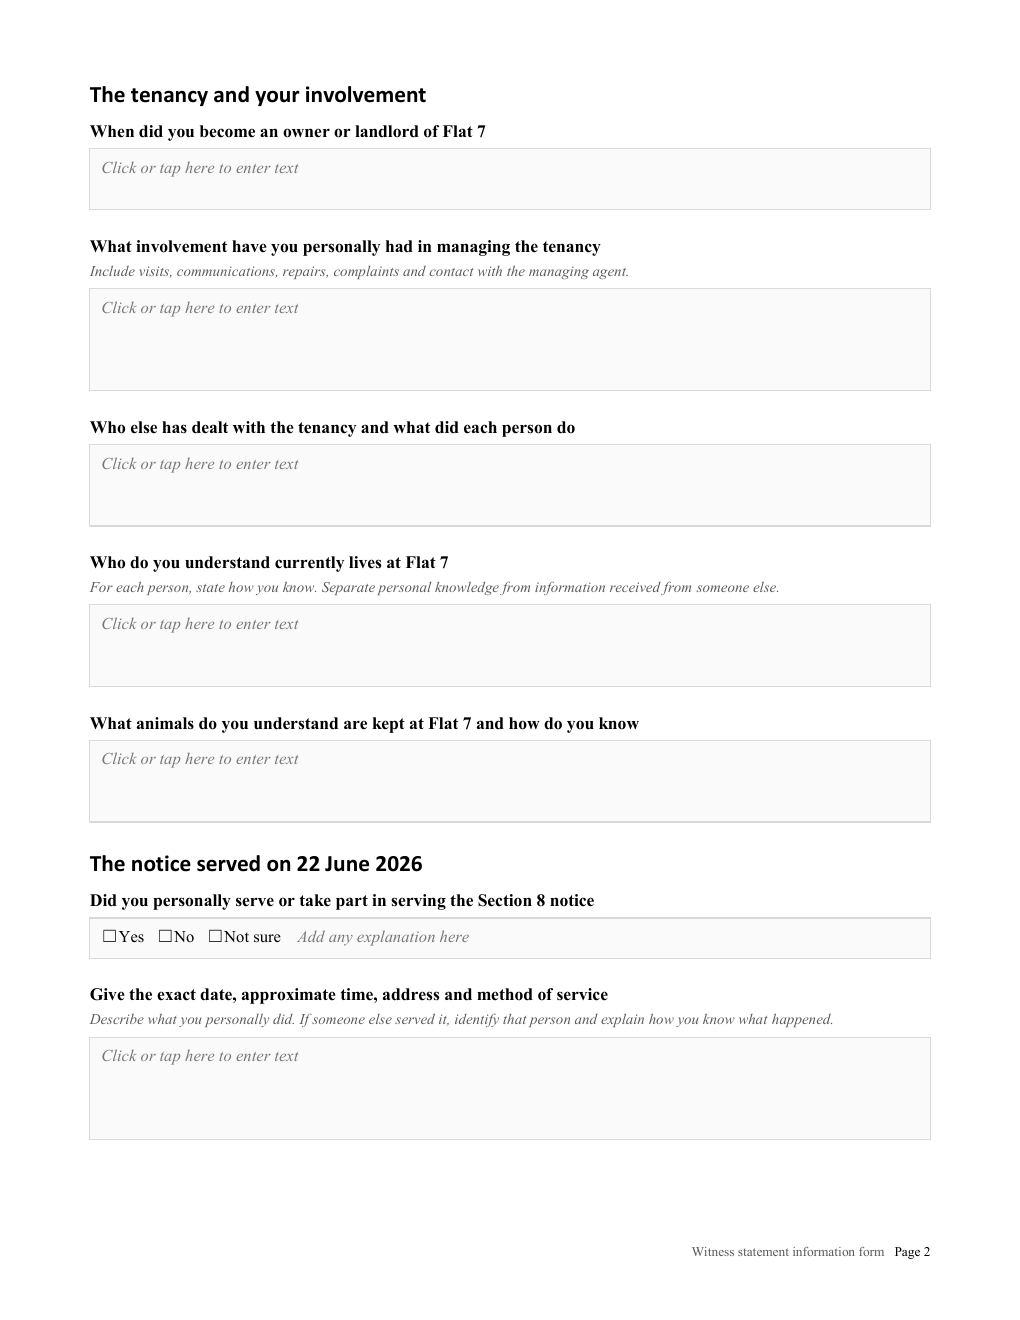 The tenancy and your involvement
When did you become an owner or landlord of Flat 7
Click or tap here to enter text
What involvement have you personally had in managing the tenancy
Include visits, communications, repairs, complaints and contact with the managing agent.
Click or tap here to enter text
Who else has dealt with the tenancy and what did each person do
Click or tap here to enter text
Who do you understand currently lives at Flat 7
For each person, state how you know. Separate personal knowledge from information received from someone else.
Click or tap here to enter text
What animals do you understand are kept at Flat 7 and how do you know
Click or tap here to enter text
The notice served on 22 June 2026
Did you personally serve or take part in serving the Section 8 notice
☐Yes ☐No ☐Not sure Add any explanation here
Give the exact date, approximate time, address and method of service
Describe what you personally did. If someone else served it, identify that person and explain how you know what happened.
Click or tap here to enter text
Witness statement information form Page 2